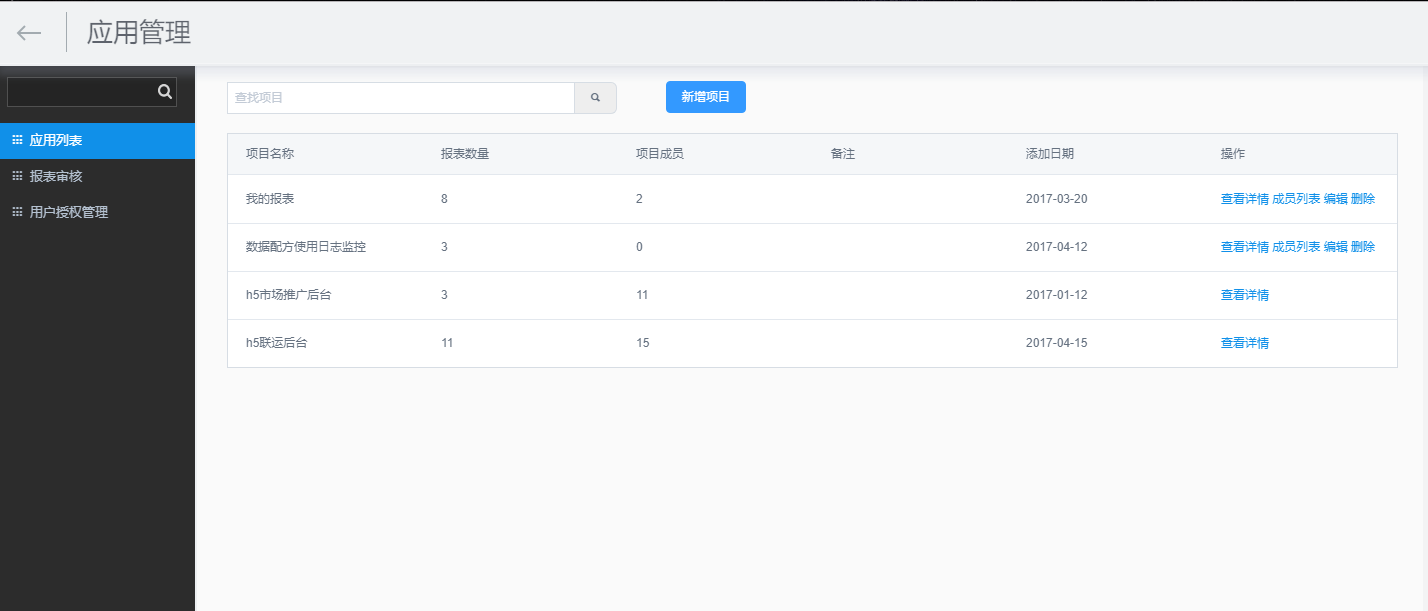 应用管理
应用列表
报表审核
用户授权管理
查找项目 新增项目
项目名称 报表数量 项目成员 备注 添加日期 操作
我的报表 8 2 2017-03-20 查看详情 成员列表 编辑 删除
数据配方使用日志监控 3 0 2017-04-12 查看详情 成员列表 编辑 删除
h5市场推广后台 3 11 2017-01-12 查看详情
h5联运后台 11 15 2017-04-15 查看详情